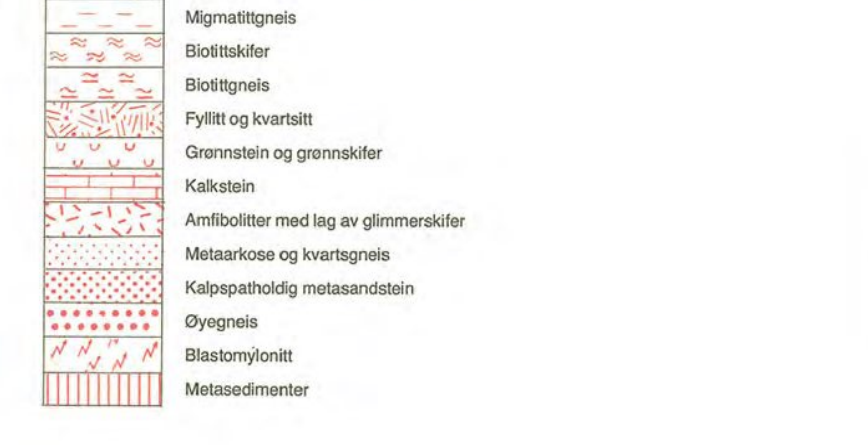 Migmatittgneis
Biotittskifer
Biotittgneis
Fyllitt og kvartsitt
Grønnstein og grønnskifer
Kalkstein
Amfibolitter med lag av glimmerskifer
Metaarkose og kvartsgneis
Kalpspatholdig metasandstein
Øyegneis
Blastomylonitt
Metasedimenter